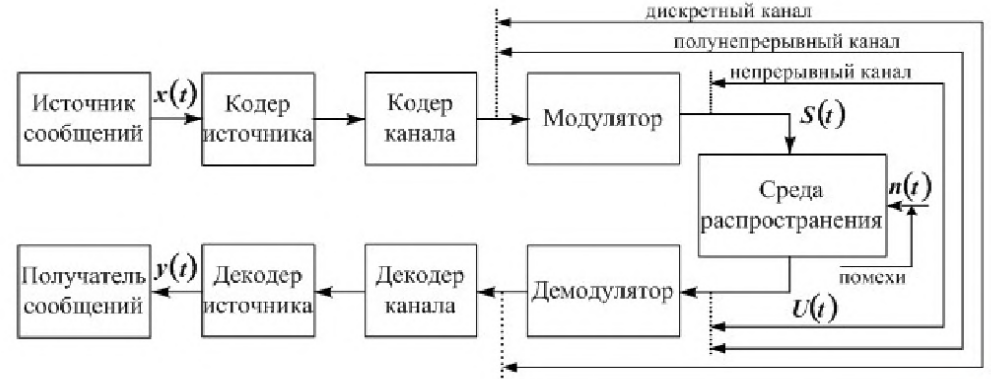 дискретный канал
полунепрерывный канал
непрерывный канал
Источник
сообщений
x(t)
Кодер
источника
Кодер
канала
Модулятор
S(t)
Среда
распространения
n(t)
помехи
Получатель
сообщений
y(t)
Декодер
источника
Декодер
канала
Демодулятор
U(t)